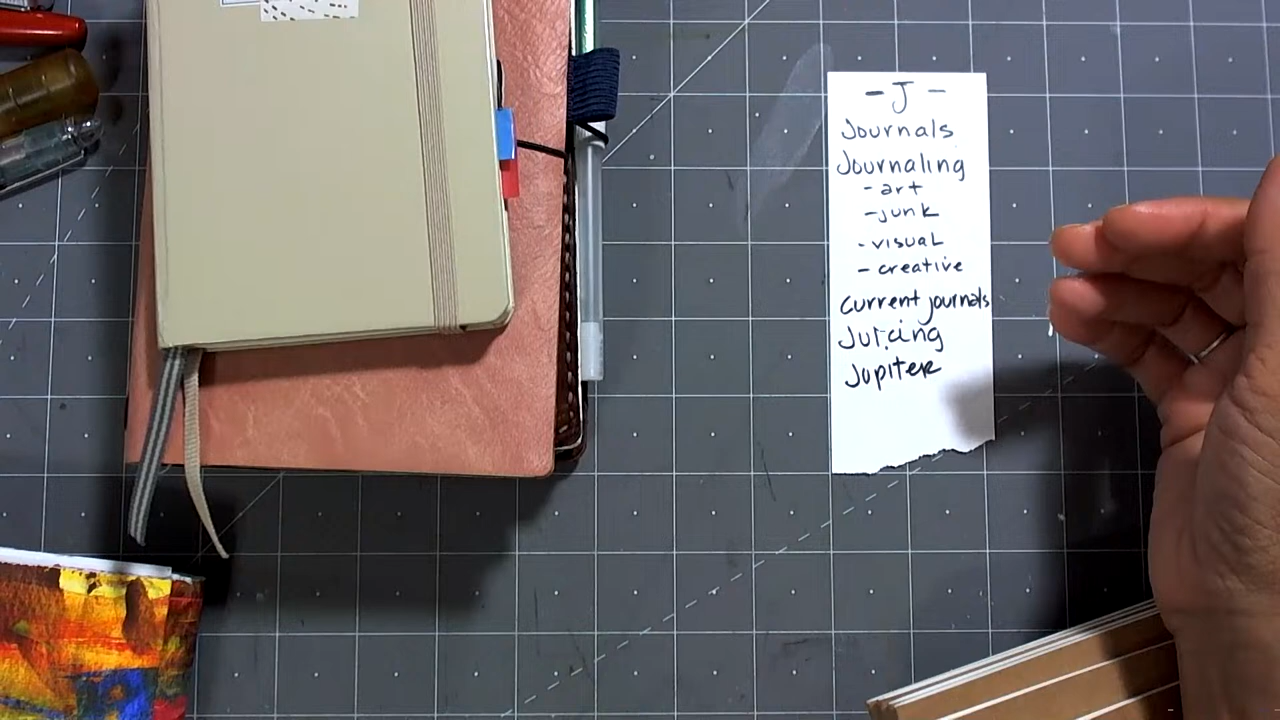 - J -
Journals
Journaling
- art
- junk
- visual
- creative
current journals
Juicing
Jupiter